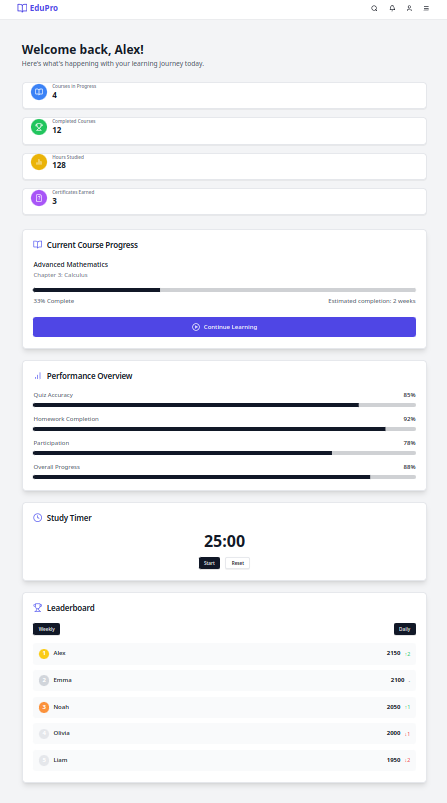 EduPro
Welcome back, Alex!
Here's what's happening with your learning journey today.
Courses in Progress
4
Completed Courses
12
Hours Studied
128
Certificates Earned
3
Current Course Progress
Advanced Mathematics
Chapter 3: Calculus
33% Complete Estimated completion: 2 weeks
Continue Learning
Performance Overview
Quiz Accuracy 85%
Homework Completion 92%
Participation 78%
Overall Progress 88%
Study Timer
25:00
Start Reset
Leaderboard
Weekly Daily
1 Alex 2150 ↑2
2 Emma 2100 -
3 Noah 2050 ↑1
4 Olivia 2000 ↓1
5 Liam 1950 ↓2